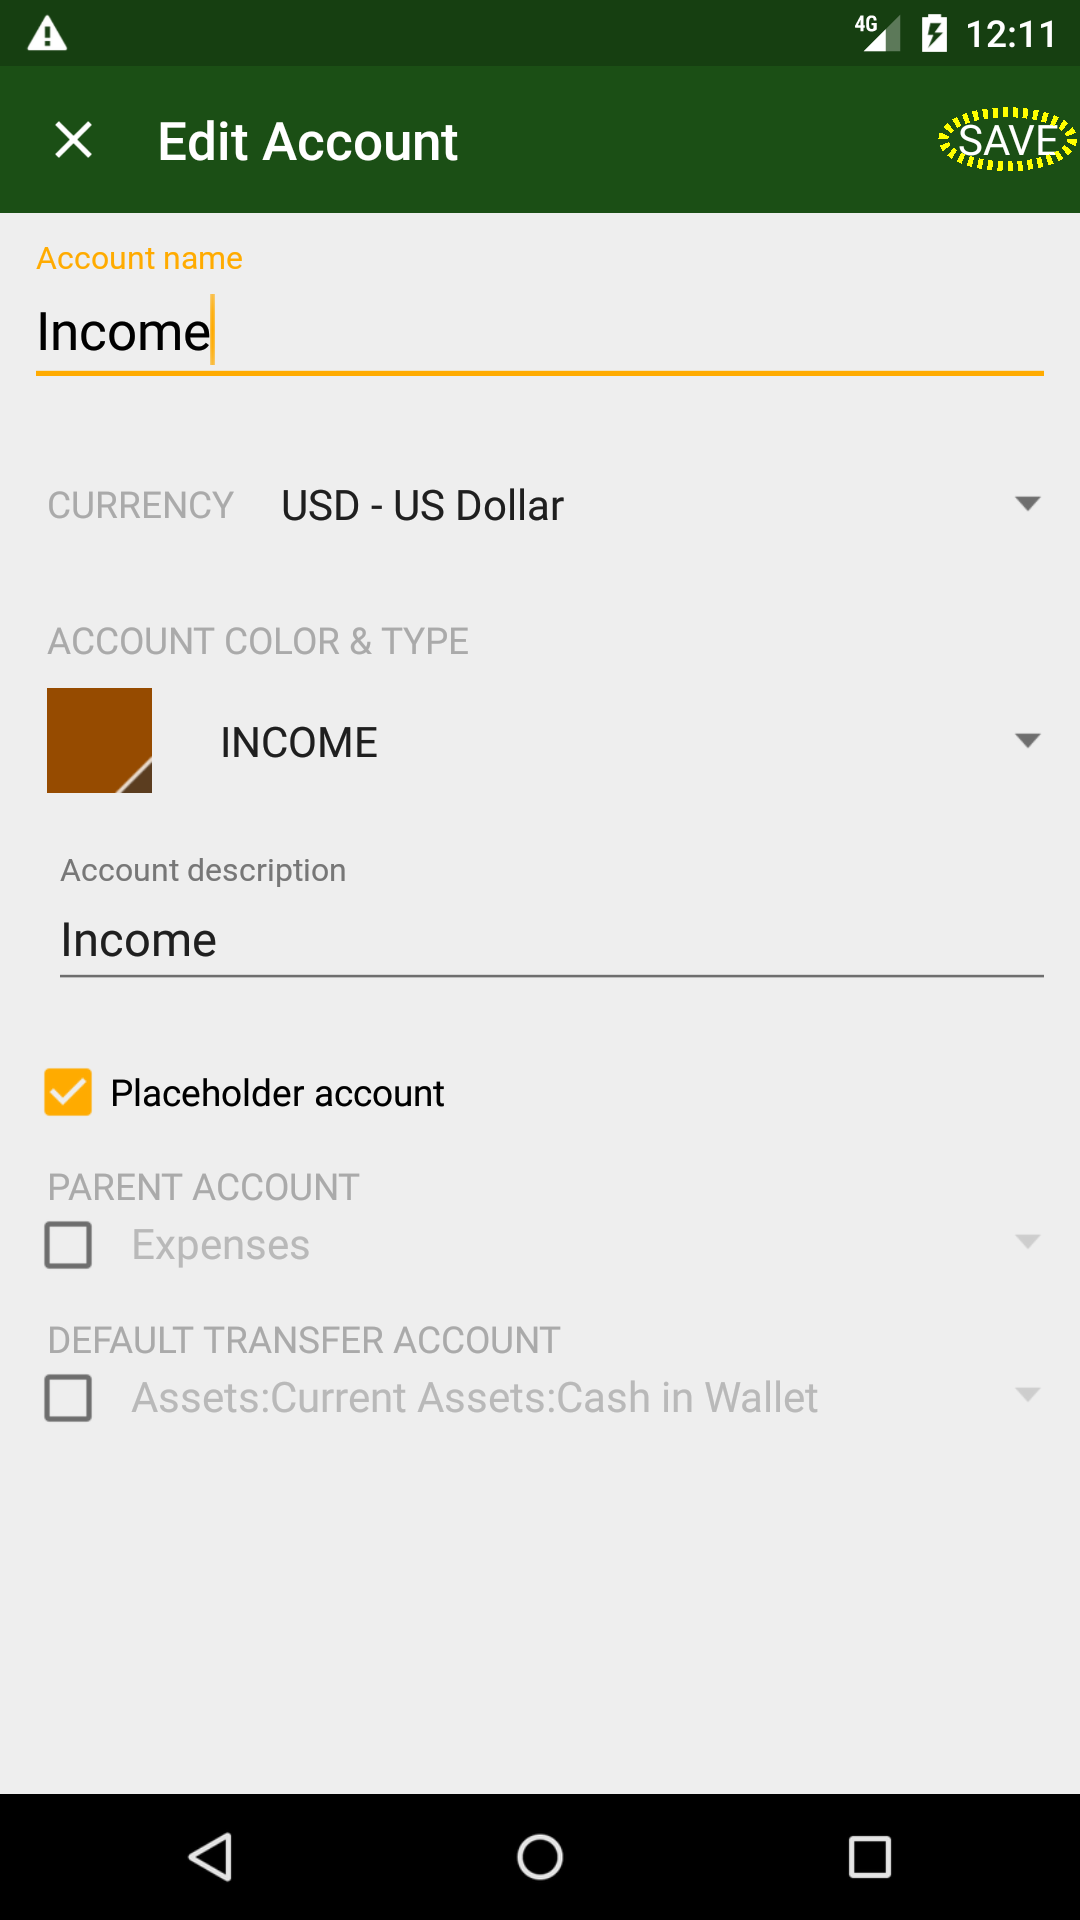 4G 12:11
Edit Account SAVE
Account name
Income
CURRENCY USD - US Dollar
ACCOUNT COLOR & TYPE
INCOME
Account description
Income
Placeholder account
PARENT ACCOUNT
Expenses
DEFAULT TRANSFER ACCOUNT
Assets:Current Assets:Cash in Wallet